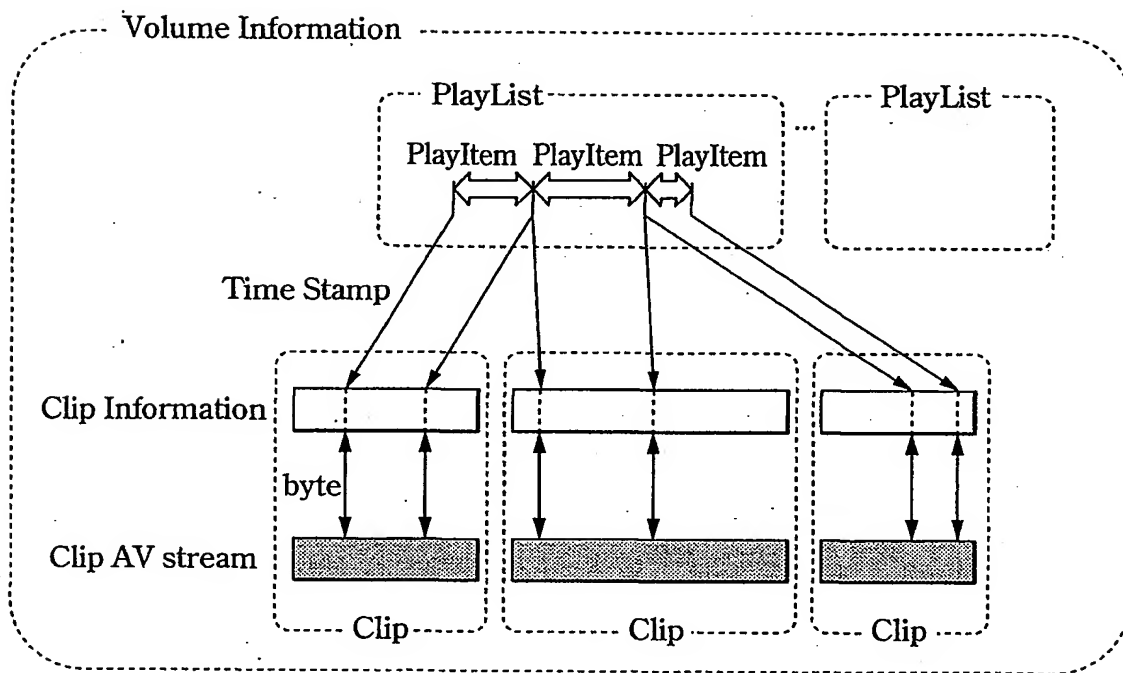 Volume Information
PlayList
PlayList
...
PlayItem PlayItem PlayItem
Time Stamp
Clip Information
byte
Clip AV stream
Clip
Clip
Clip